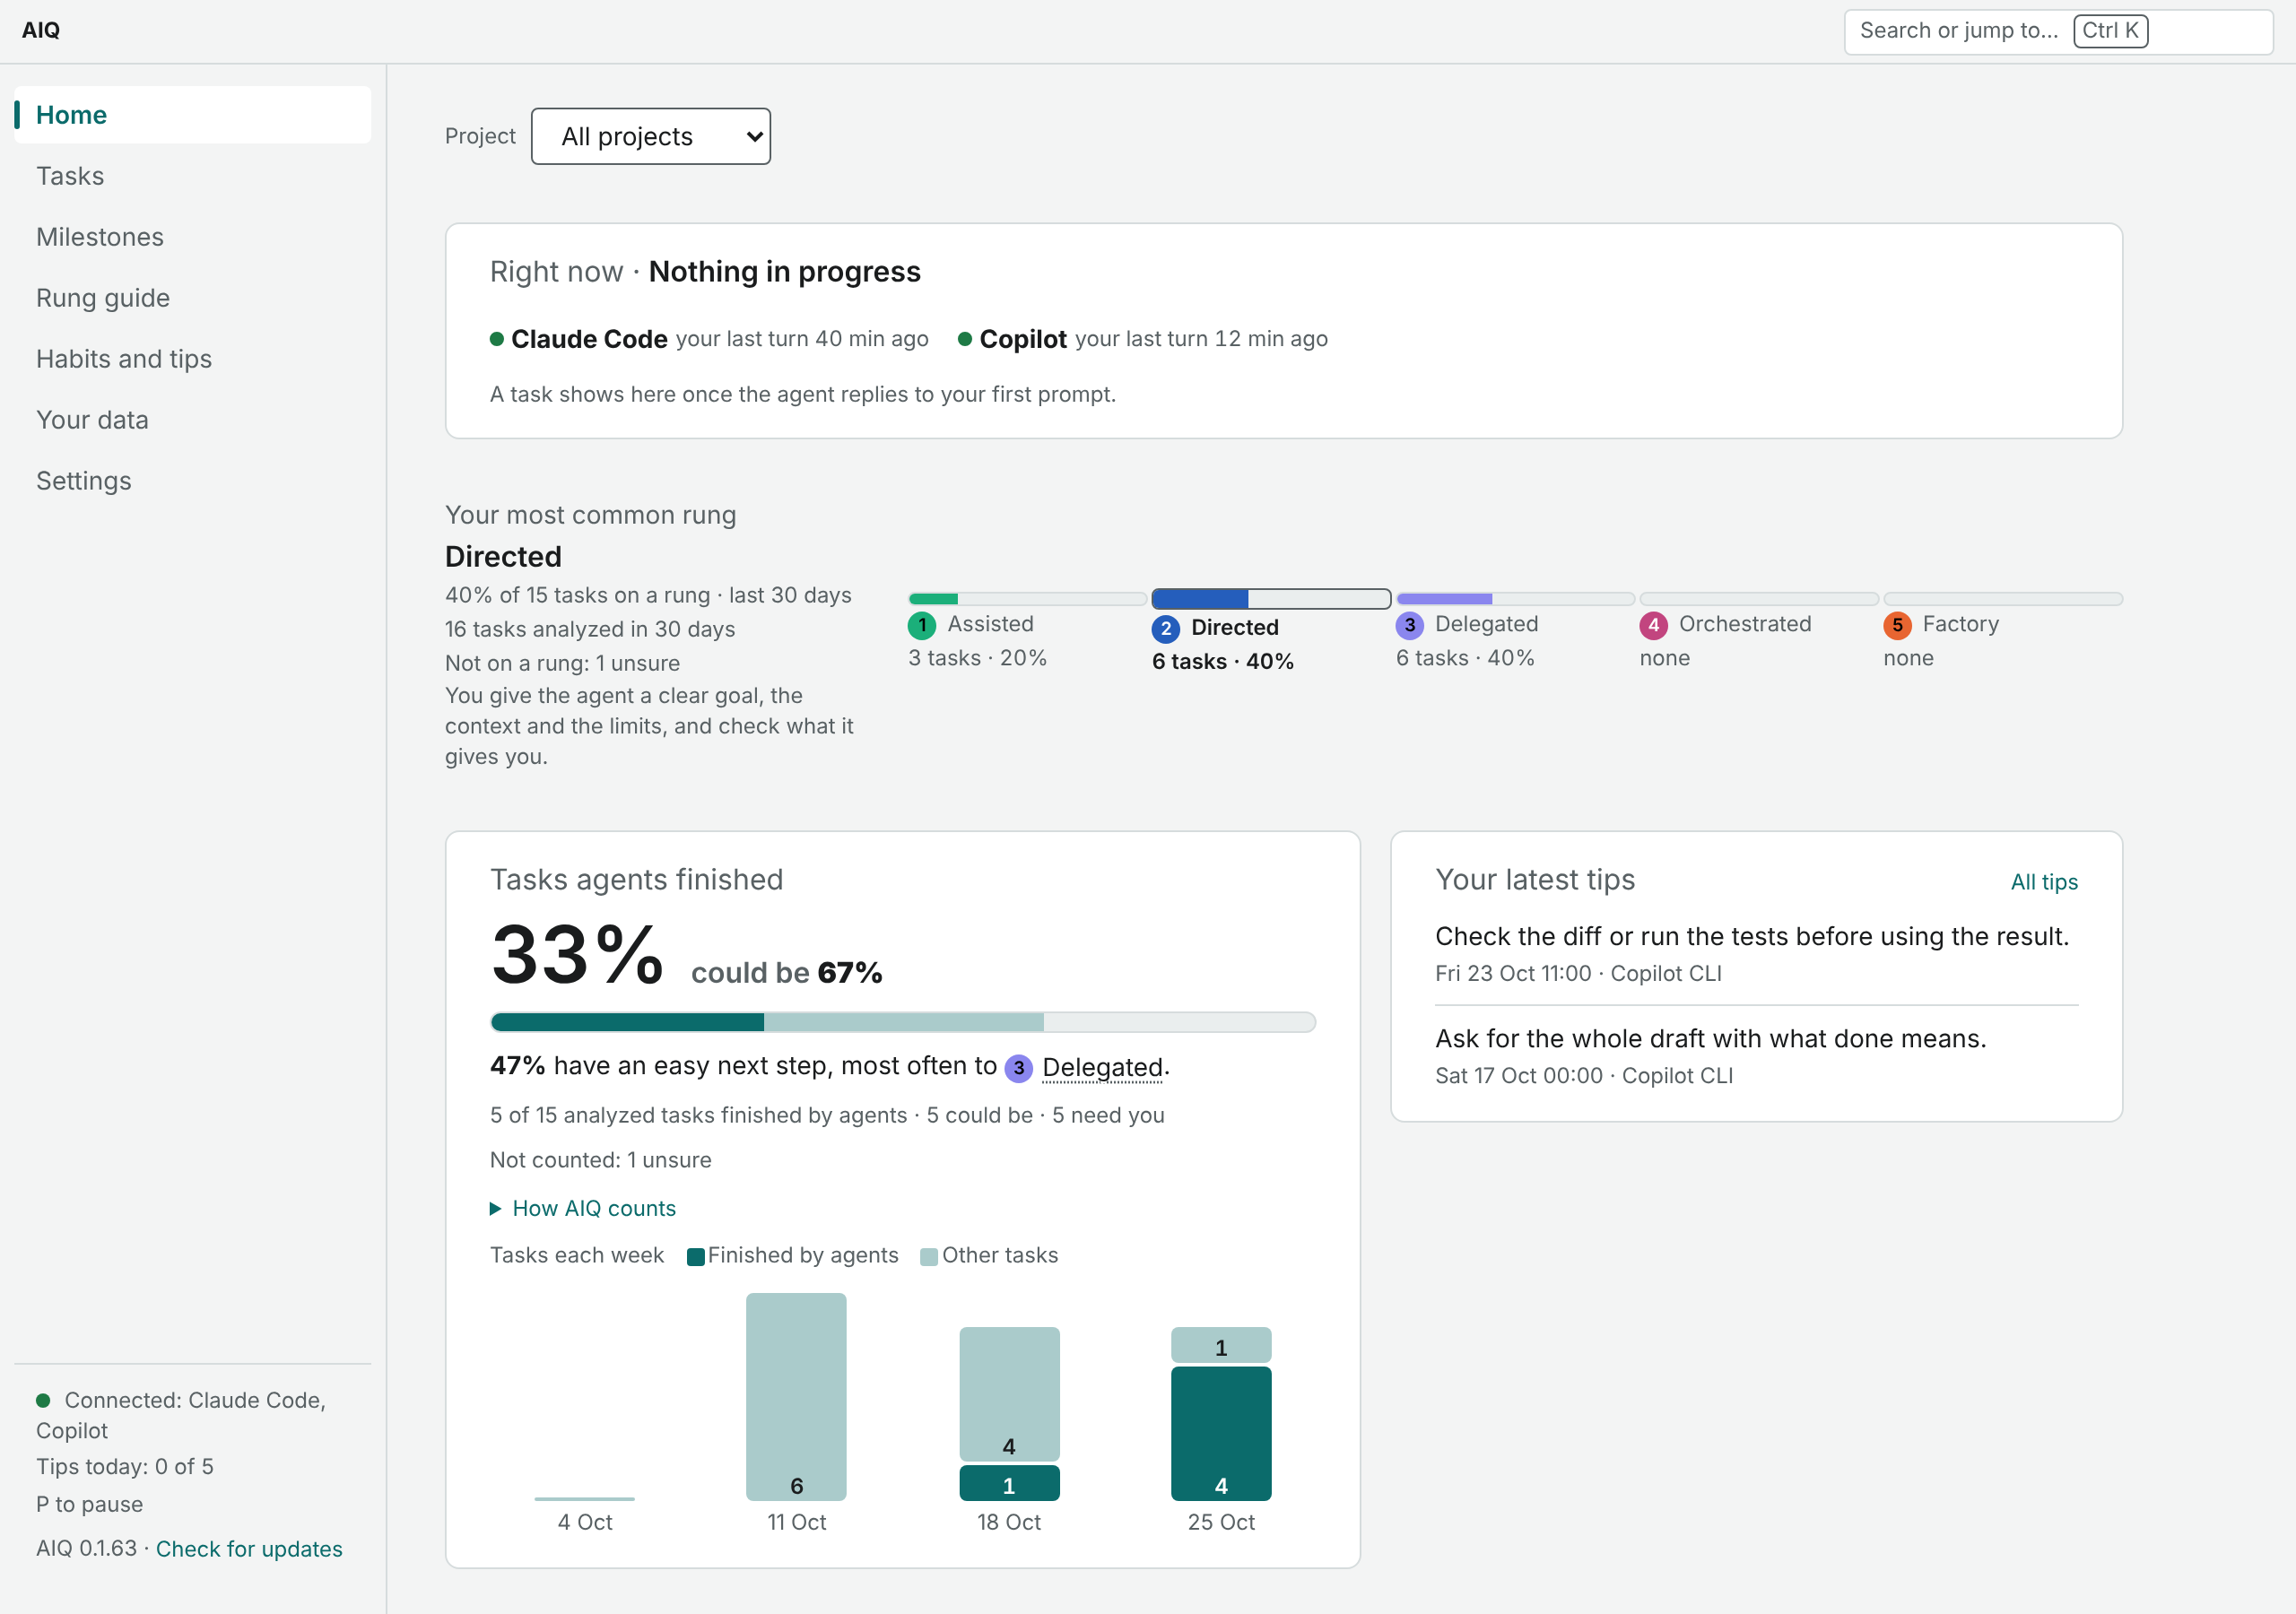 AIQ
Search or jump to... Ctrl K
Home
Tasks
Milestones
Rung guide
Habits and tips
Your data
Settings
Connected: Claude Code,
Copilot
Tips today: 0 of 5
P to pause
AIQ 0.1.63 · Check for updates
Project All projects
Right now · Nothing in progress
Claude Code your last turn 40 min ago Copilot your last turn 12 min ago
A task shows here once the agent replies to your first prompt.
Your most common rung
Directed
40% of 15 tasks on a rung · last 30 days
16 tasks analyzed in 30 days
Not on a rung: 1 unsure
You give the agent a clear goal, the
context and the limits, and check what it
gives you.
1 Assisted
3 tasks · 20%
2 Directed
6 tasks · 40%
3 Delegated
6 tasks · 40%
4 Orchestrated
none
5 Factory
none
Tasks agents finished
33% could be 67%
47% have an easy next step, most often to 3 Delegated.
5 of 15 analyzed tasks finished by agents · 5 could be · 5 need you
Not counted: 1 unsure
How AIQ counts
Tasks each week Finished by agents Other tasks
6
4
1
1
4
4 Oct 11 Oct 18 Oct 25 Oct
Your latest tips All tips
Check the diff or run the tests before using the result.
Fri 23 Oct 11:00 · Copilot CLI
Ask for the whole draft with what done means.
Sat 17 Oct 00:00 · Copilot CLI